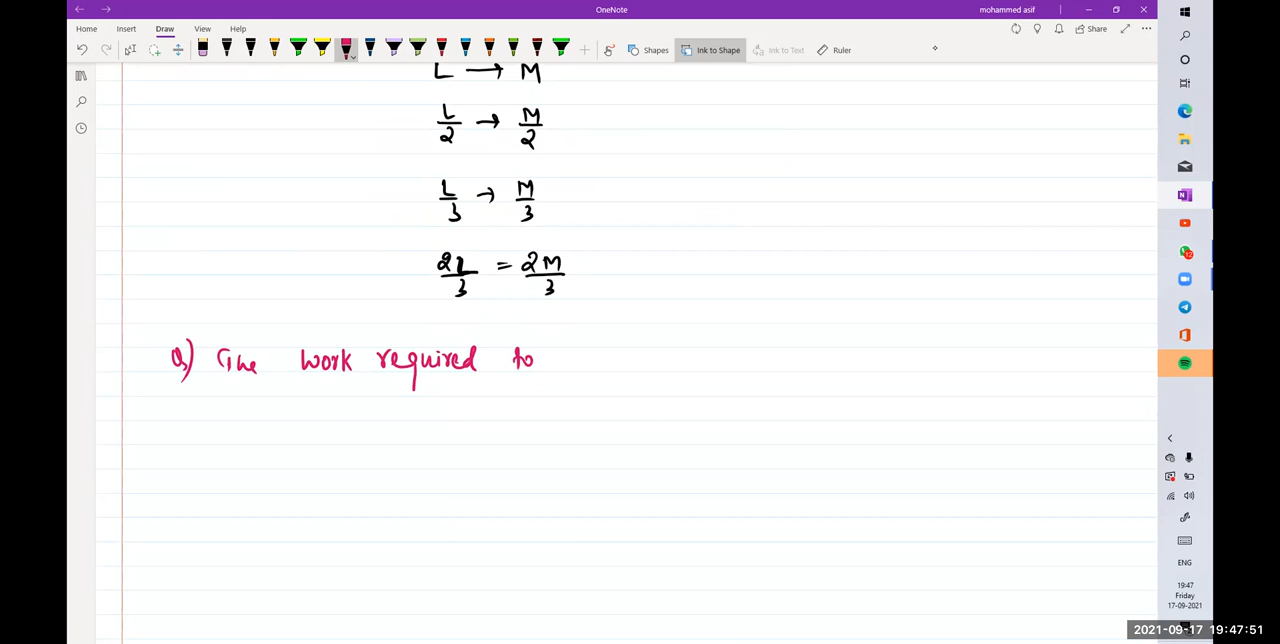 OneNote
mohammed asif
Home Insert Draw View Help
Share
Shapes Ink to Shape Ink to Text Ruler
L → M
L/2 → M/2
L/3 → M/3
2L/3 = 2M/3
Q) The work required to
12
ENG
19:47
Friday
17-09-2021
2021-09-17 19:47:51